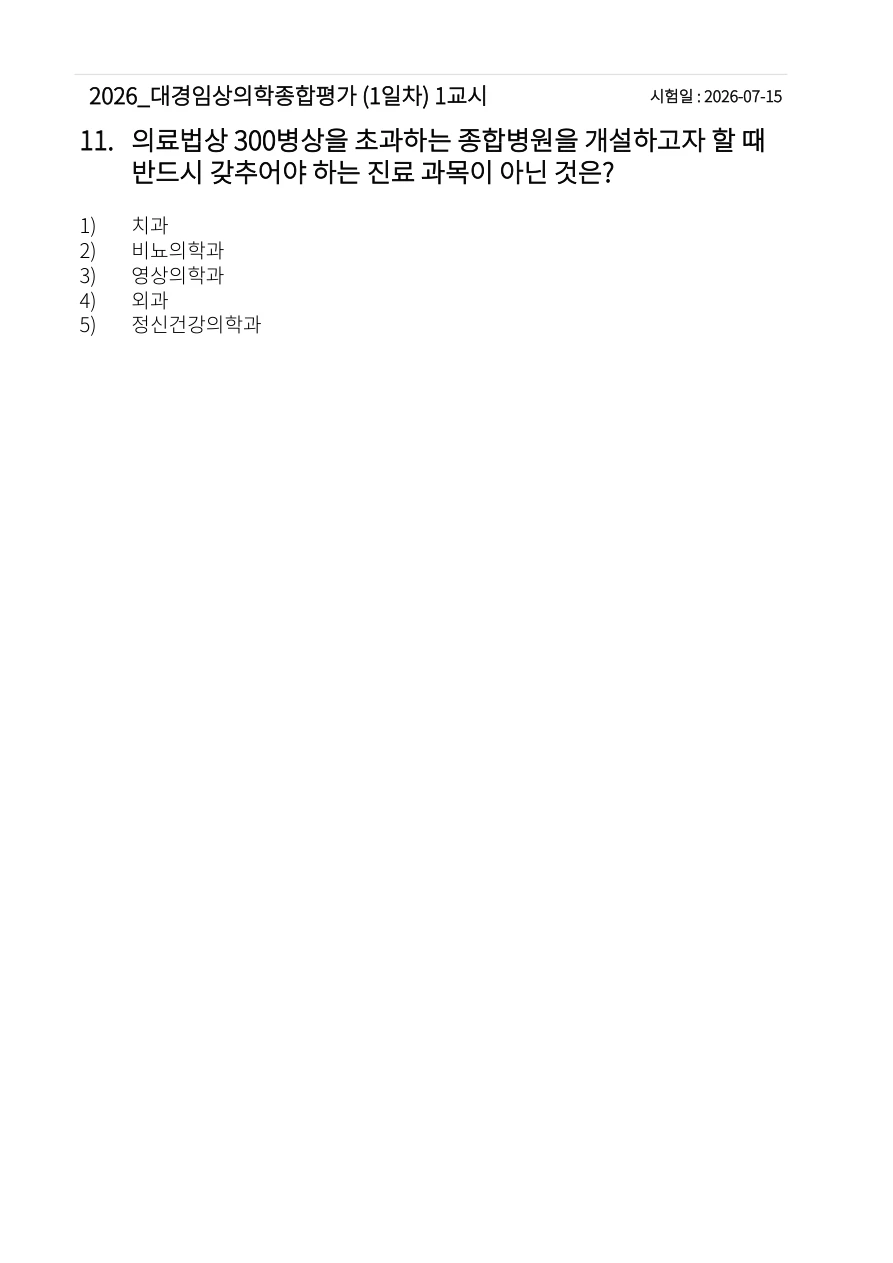 2026_대경임상의학종합평가 (1일차) 1교시 시험일 : 2026-07-15
11. 의료법상 300병상을 초과하는 종합병원을 개설하고자 할 때
반드시 갖추어야 하는 진료 과목이 아닌 것은?
1) 치과
2) 비뇨의학과
3) 영상의학과
4) 외과
5) 정신건강의학과